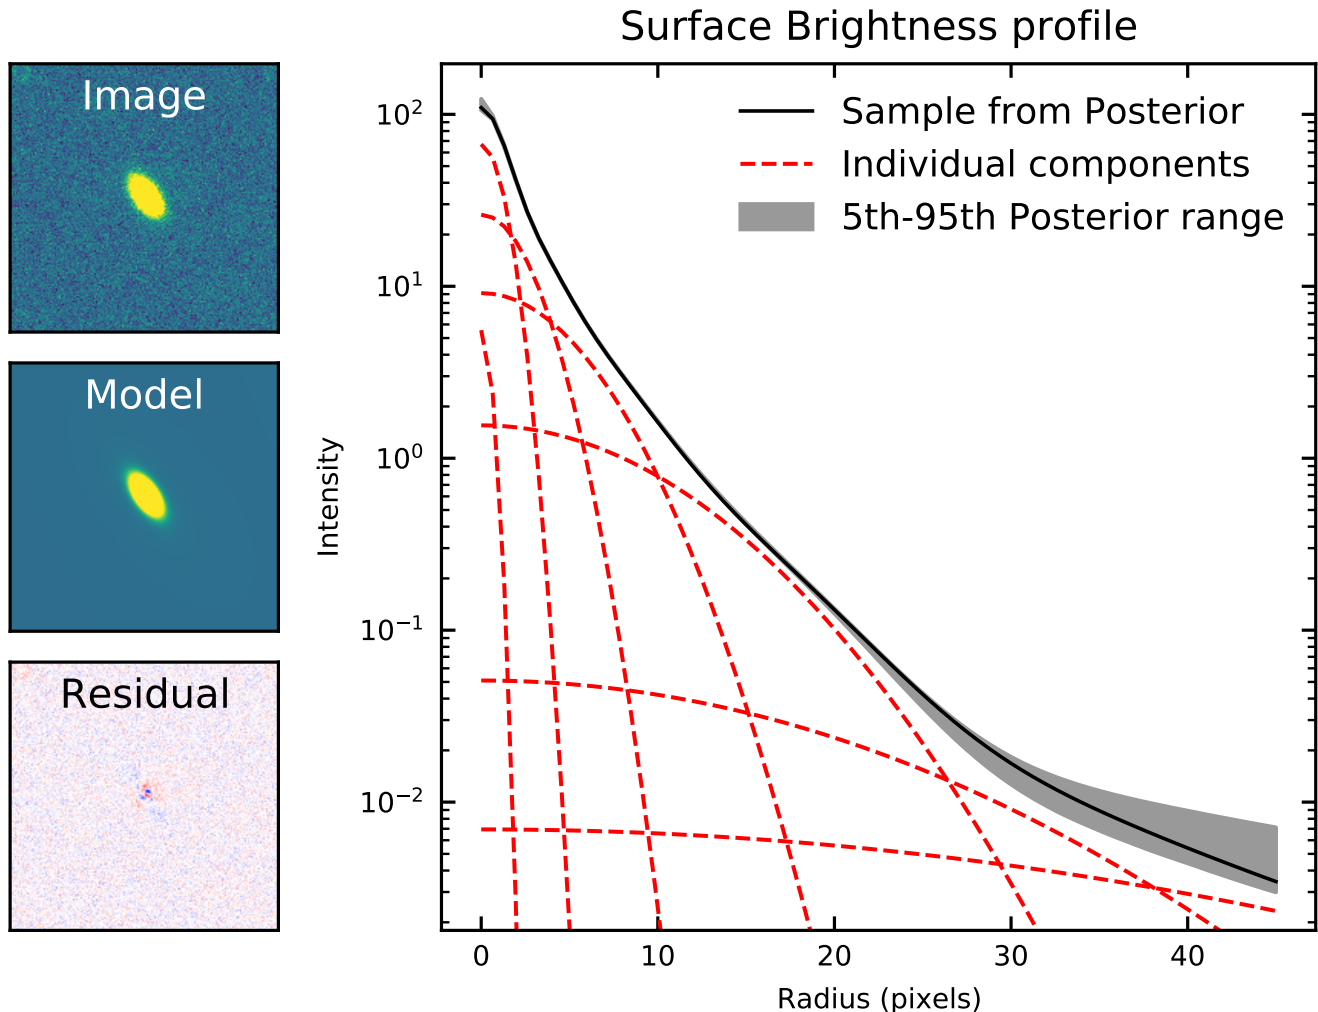 Surface Brightness profile
Image
Model
Residual
Sample from Posterior
Individual components
5th-95th Posterior range
Intensity
10²
10¹
10⁰
10⁻¹
10⁻²
0 10 20 30 40
Radius (pixels)